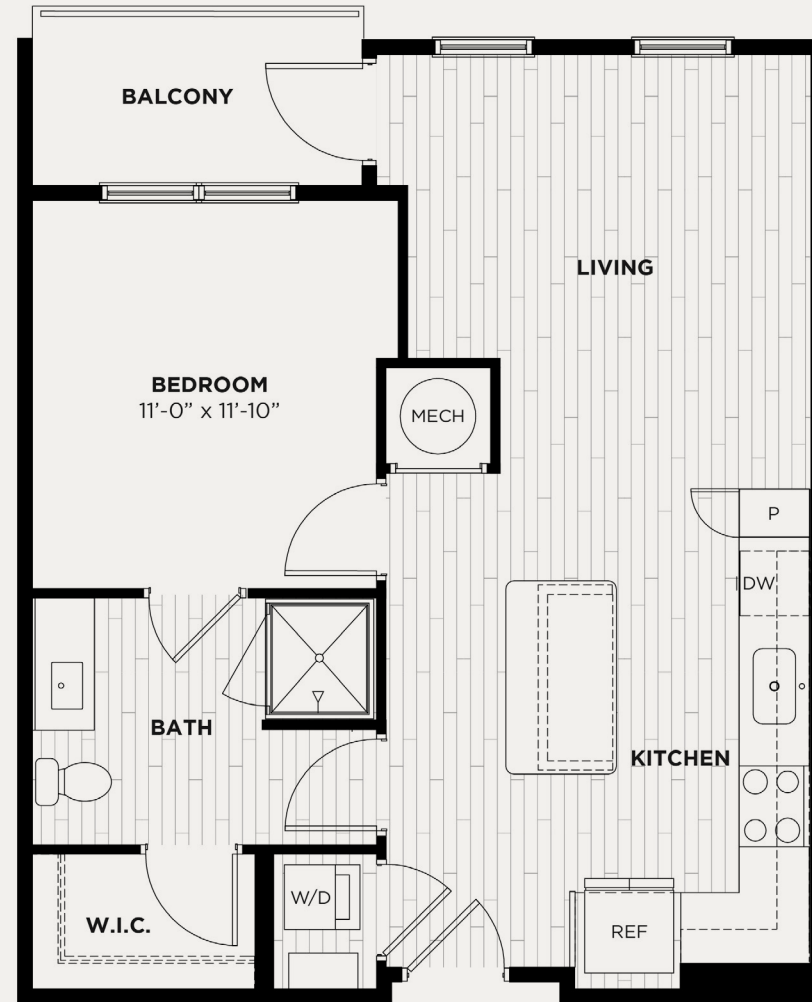 BALCONY
LIVING
BEDROOM
11’-0” x 11’-10”
MECH
P
DW
BATH
KITCHEN
W/D
W.I.C.
REF